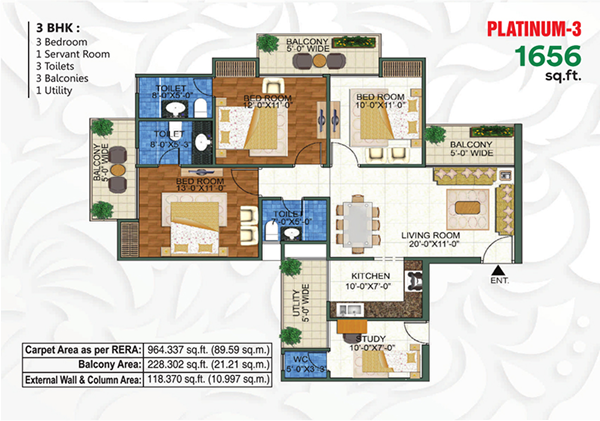 3 BHK :
3 Bedroom
1 Servant Room
3 Toilets
3 Balconies
1 Utility
PLATINUM-3
1656
sq.ft.
BALCONY
5'-0" WIDE
TOILET
8'-0"X5'-0"
BED ROOM
12'-0"X11'-0"
BED ROOM
10'-0"X11'-0"
BALCONY
5'-0" WIDE
TOILET
8'-0"X5'-3"
BALCONY
5'-0" WIDE
BED ROOM
13'-0"X11'-0"
TOILET
7'-0"X5'-0"
LIVING ROOM
20'-0"X11'-0"
ENT.
KITCHEN
10'-0"X7'-0"
UTILITY
5'-0" WIDE
STUDY
10'-0"X7'-0"
WC
5'-0"X3'-3"
Carpet Area as per RERA: 964.337 sq.ft. (89.59 sq.m.)
Balcony Area: 228.302 sq.ft. (21.21 sq.m.)
External Wall & Column Area: 118.370 sq.ft. (10.997 sq.m.)